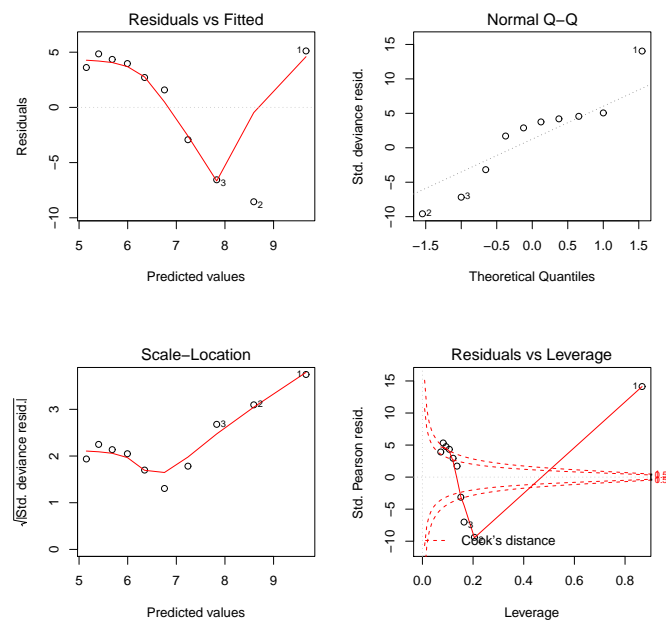 Residuals vs Fitted
Residuals
5
0
−5
−10
5 6 7 8 9
Predicted values
1
3
2
Normal Q−Q
Std. deviance resid.
15
10
5
0
−5
−10
−1.5 −0.5 0.0 0.5 1.0 1.5
Theoretical Quantiles
1
3
2
Scale−Location
√|Std. deviance resid.|
3
2
1
0
5 6 7 8 9
Predicted values
1
2
3
Residuals vs Leverage
Std. Pearson resid.
15
10
5
0
−5
−10
0.0 0.2 0.4 0.6 0.8
Leverage
1
3
2
Cook's distance